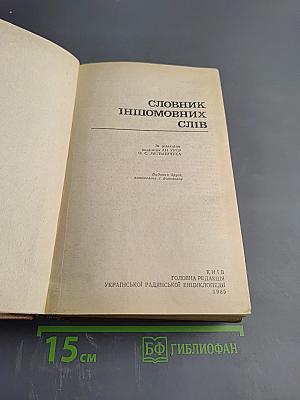 СЛОВНИК
ІНШОМОВНИХ
СЛІВ
За редакцією
академіка АН УРСР
О. С. МЕЛЬНИЧУКА
Видання друге,
виправлене і доповнене
КИЇВ
ГОЛОВНА РЕДАКЦІЯ
УКРАЇНСЬКОЇ РАДЯНСЬКОЇ ЕНЦИКЛОПЕДІЇ
1985
15 см
БФ ГИБЛИОФАН